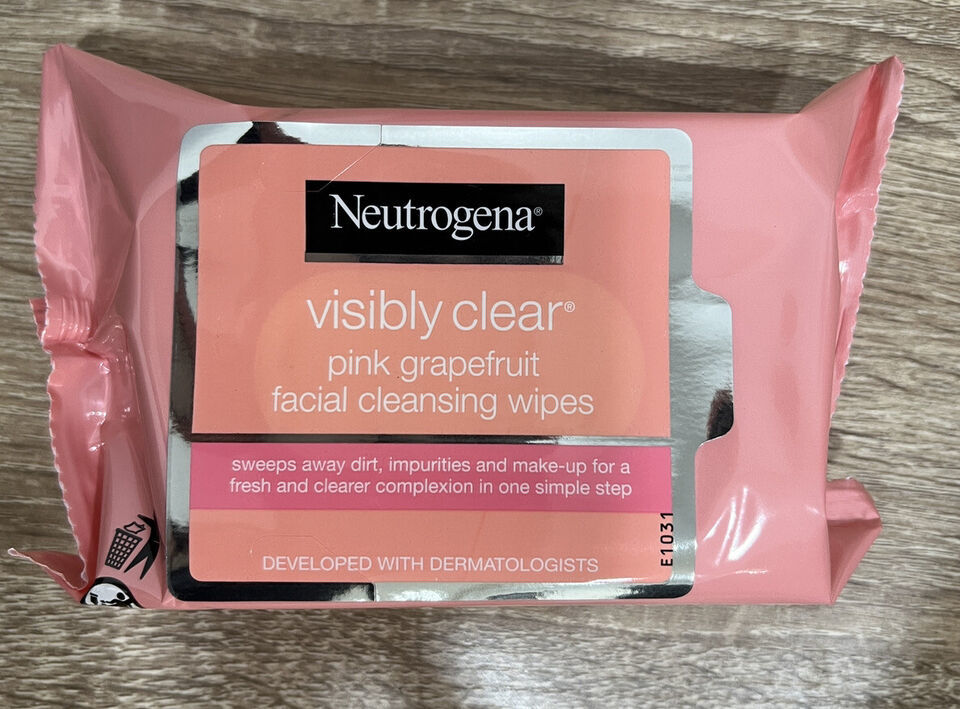 Neutrogena®
visibly clear®
pink grapefruit
facial cleansing wipes
sweeps away dirt, impurities and make-up for a
fresh and clearer complexion in one simple step
DEVELOPED WITH DERMATOLOGISTS
E1031